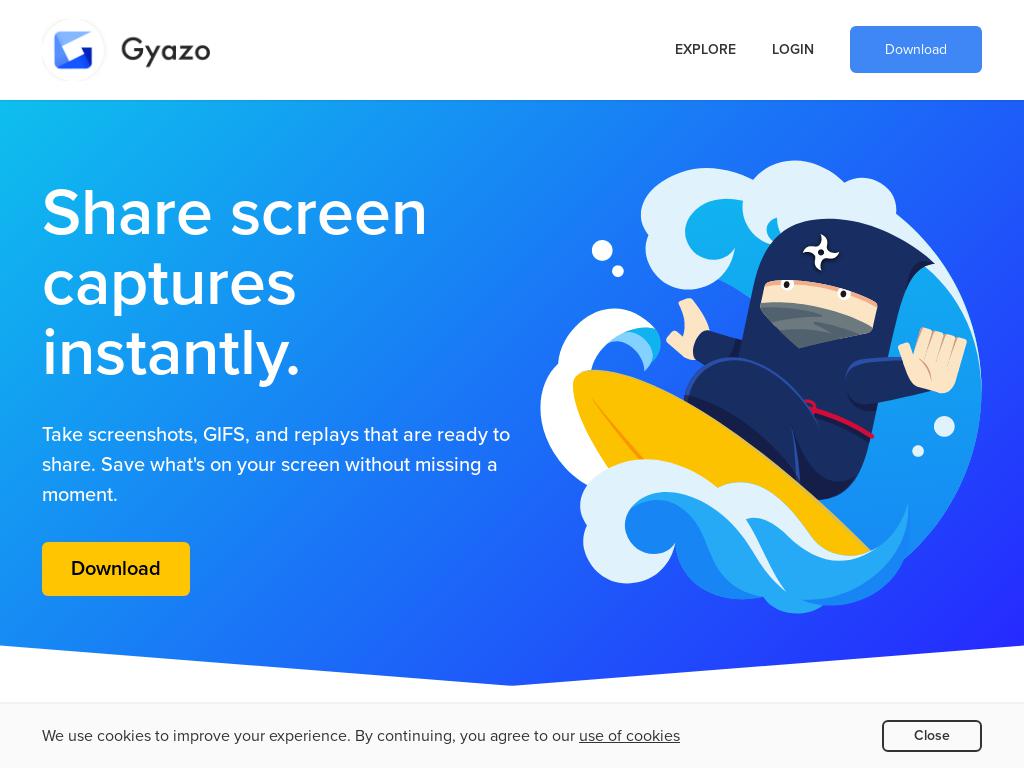 Gyazo
EXPLORE
LOGIN
Download
Share screen
captures
instantly.
Take screenshots, GIFS, and replays that are ready to
share. Save what's on your screen without missing a
moment.
Download
We use cookies to improve your experience. By continuing, you agree to our use of cookies
Close